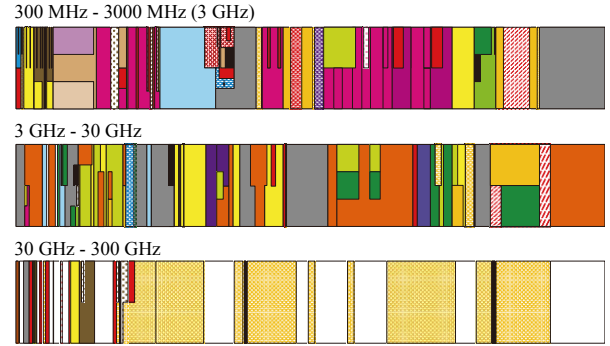 300 MHz - 3000 MHz (3 GHz)
3 GHz - 30 GHz
30 GHz - 300 GHz